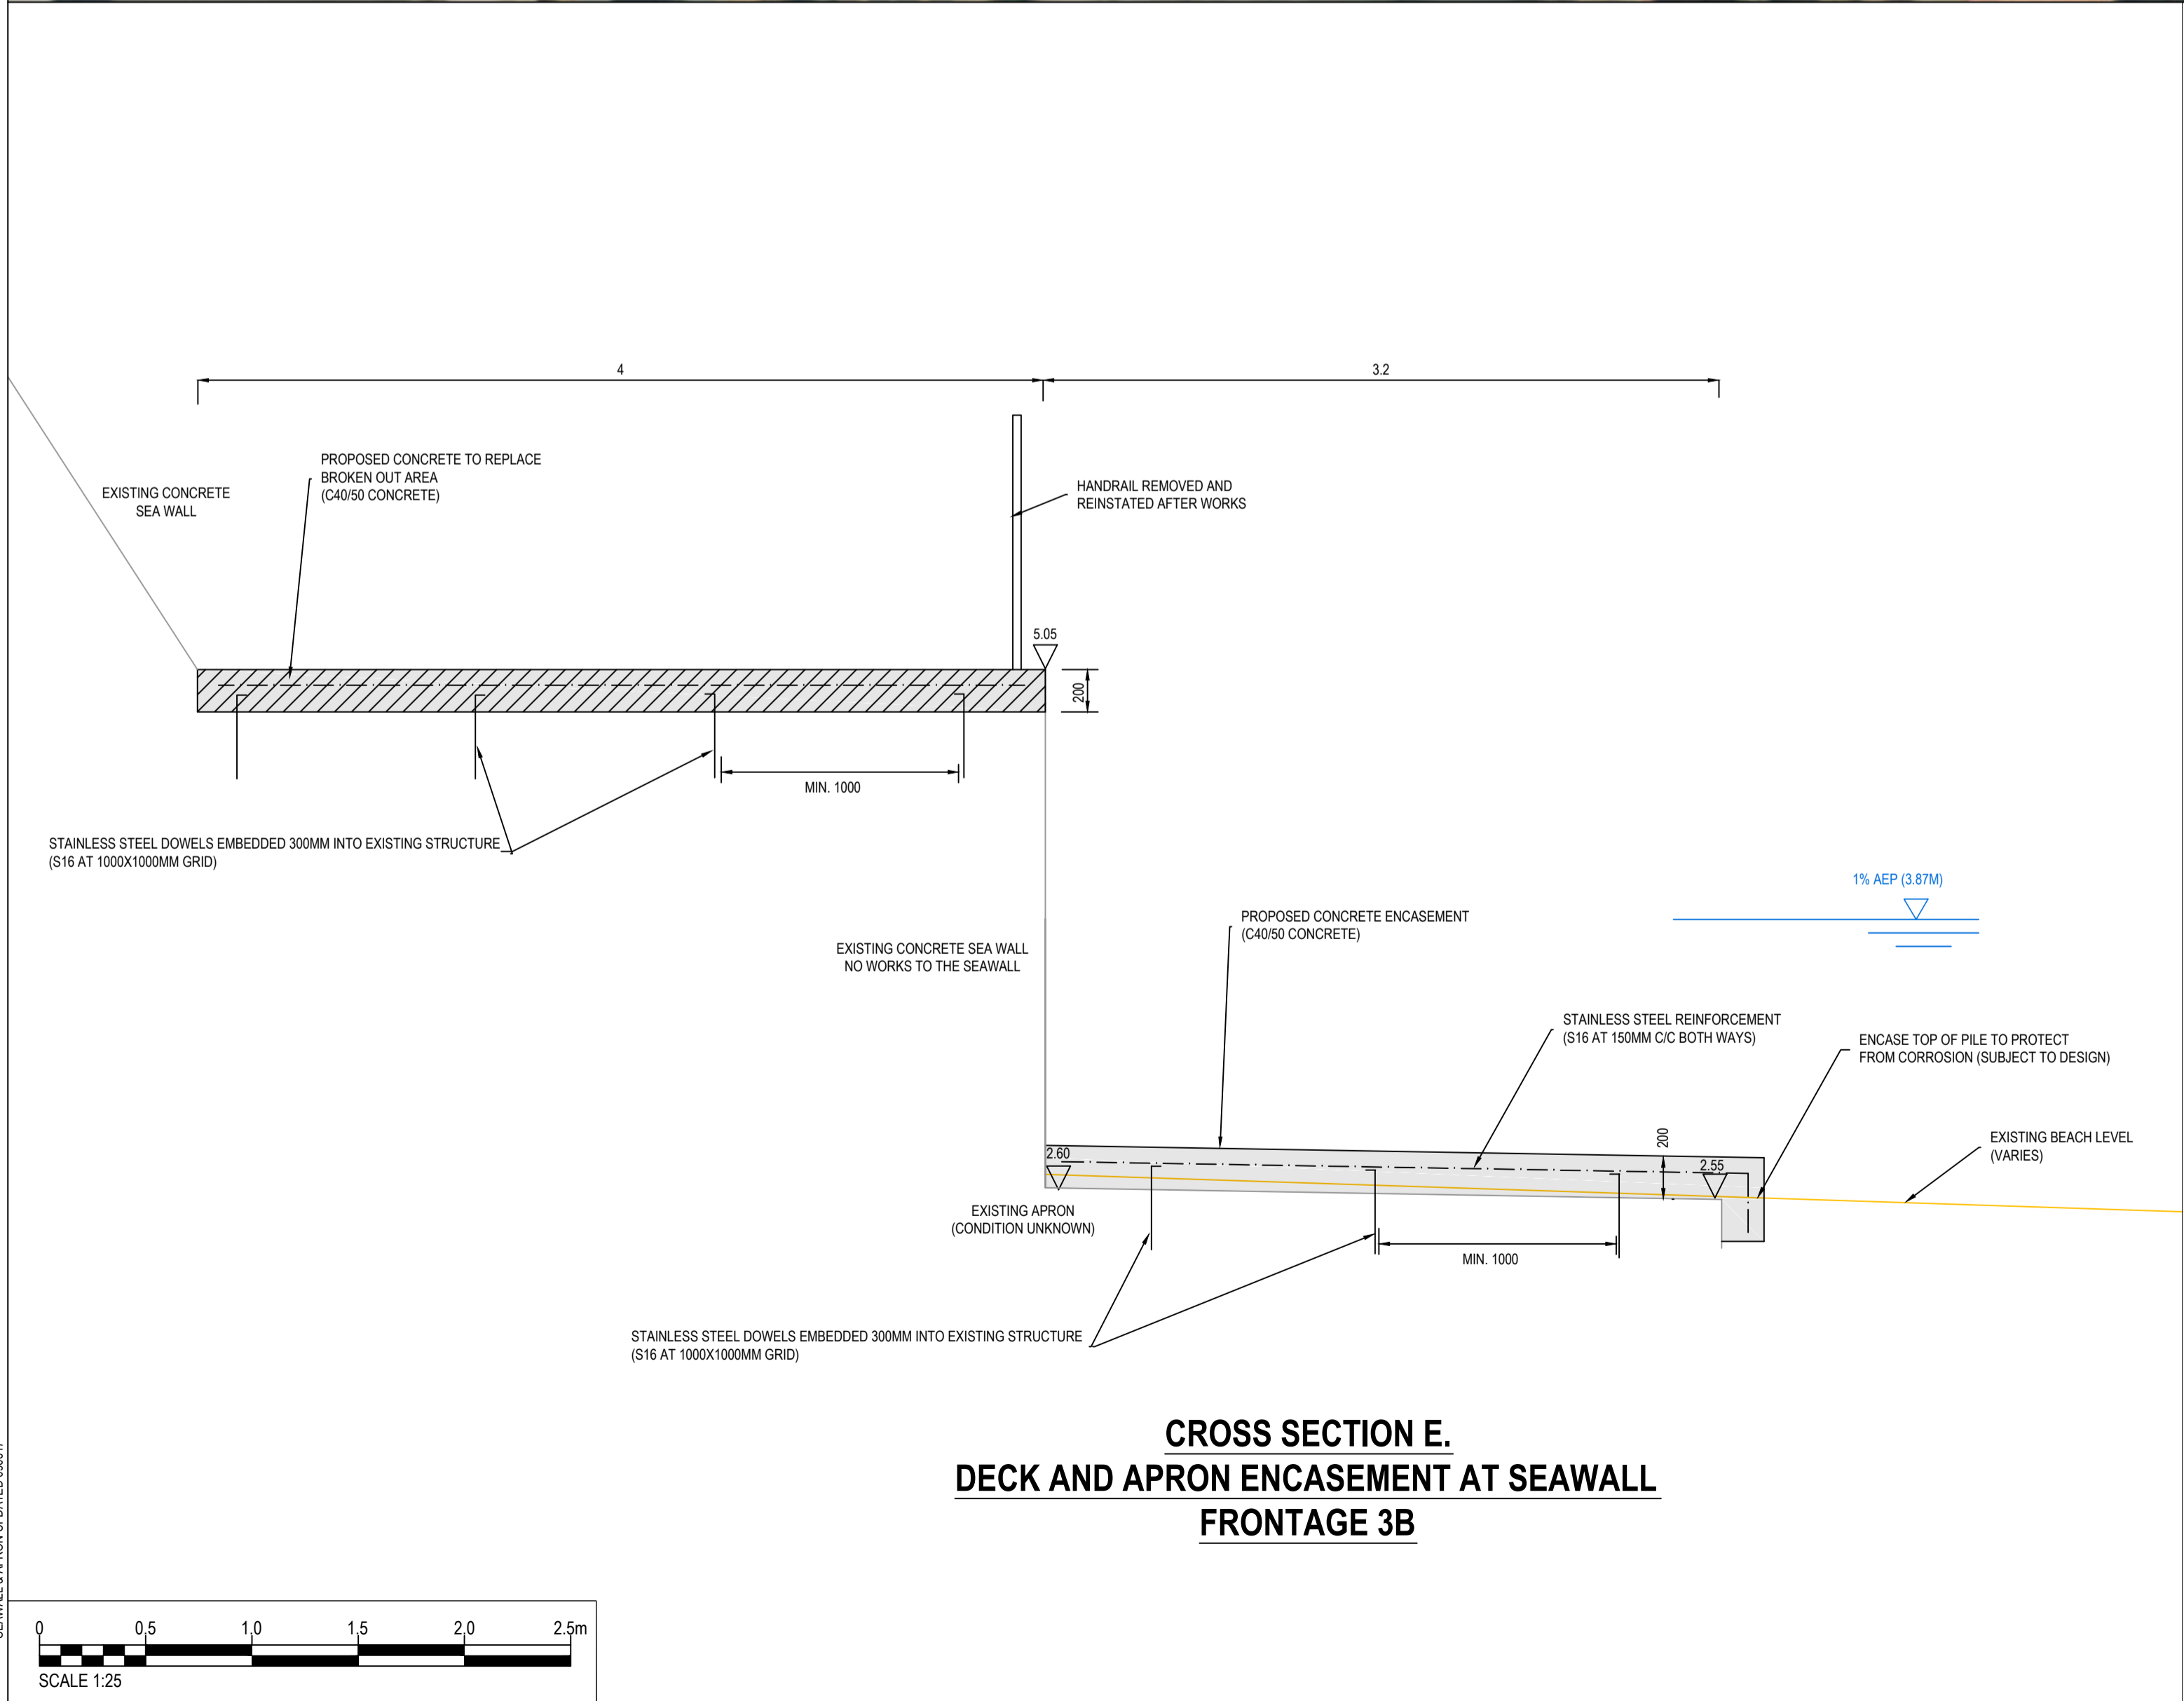 4
3.2
PROPOSED CONCRETE TO REPLACE
BROKEN OUT AREA
(C40/50 CONCRETE)
EXISTING CONCRETE
SEA WALL
HANDRAIL REMOVED AND
REINSTATED AFTER WORKS
5.05
200
MIN. 1000
STAINLESS STEEL DOWELS EMBEDDED 300MM INTO EXISTING STRUCTURE
(S16 AT 1000X1000MM GRID)
1% AEP (3.87M)
PROPOSED CONCRETE ENCASEMENT
(C40/50 CONCRETE)
EXISTING CONCRETE SEA WALL
NO WORKS TO THE SEAWALL
STAINLESS STEEL REINFORCEMENT
(S16 AT 150MM C/C BOTH WAYS)
ENCASE TOP OF PILE TO PROTECT
FROM CORROSION (SUBJECT TO DESIGN)
EXISTING BEACH LEVEL
(VARIES)
200
2.60
2.55
EXISTING APRON
(CONDITION UNKNOWN)
MIN. 1000
STAINLESS STEEL DOWELS EMBEDDED 300MM INTO EXISTING STRUCTURE
(S16 AT 1000X1000MM GRID)
CROSS SECTION E.
DECK AND APRON ENCASEMENT AT SEAWALL
FRONTAGE 3B
0 0.5 1.0 1.5 2.0 2.5m
SCALE 1:25